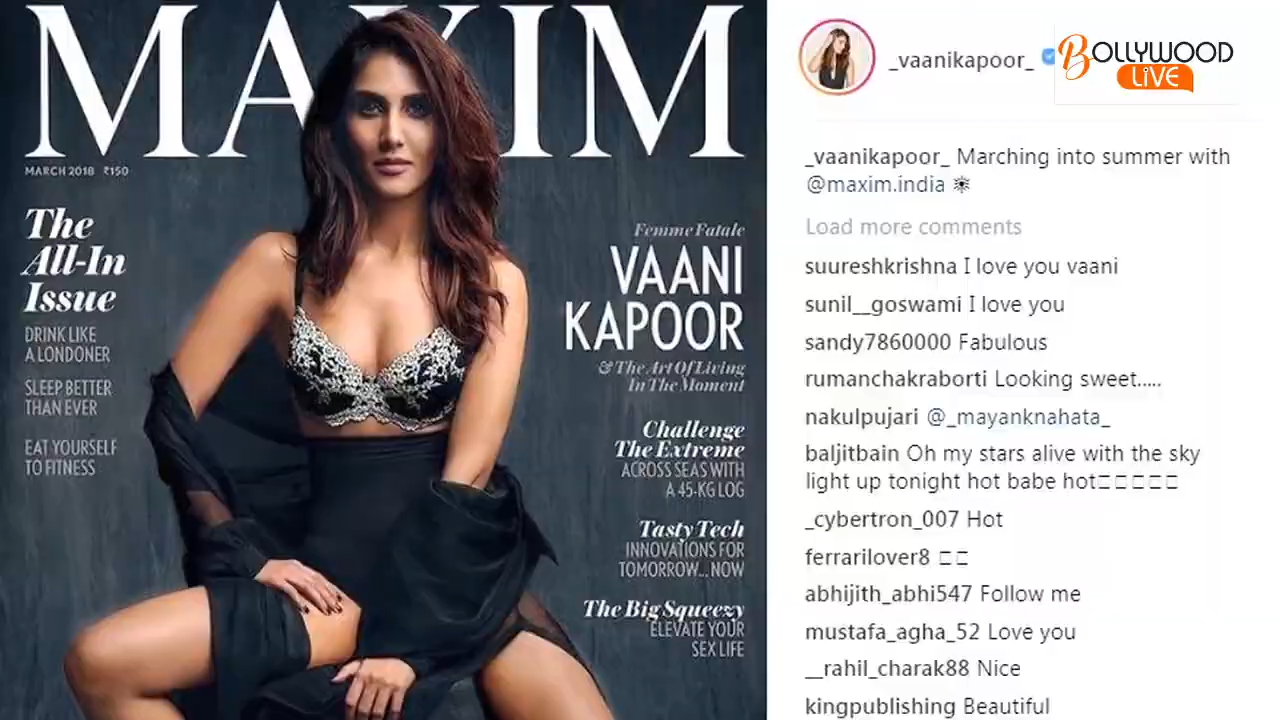 MAXIM
MARCH 2018 ₹150
The
All-In
Issue
DRINK LIKE
A LONDONER
SLEEP BETTER
THAN EVER
EAT YOURSELF
TO FITNESS
Femme Fatale
VAANI
KAPOOR
& The Art Of Living
In The Moment
Challenge
The Extreme
ACROSS SEAS WITH
A 45-KG LOG
Tasty Tech
INNOVATIONS FOR
TOMORROW... NOW
The Big Squeezy
ELEVATE YOUR
SEX LIFE
_vaanikapoor_
BOLLYWOOD
LIVE
_vaanikapoor_ Marching into summer with
@maxim.india 🕷
Load more comments
suureshkrishna I love you vaani
sunil__goswami I love you
sandy7860000 Fabulous
rumanchakraborti Looking sweet.....
nakulpujari @_mayanknahata_
baljitbain Oh my stars alive with the sky
light up tonight hot babe hot□□□□□
_cybertron_007 Hot
ferrarilover8 □□
abhijith_abhi547 Follow me
mustafa_agha_52 Love you
__rahil_charak88 Nice
kingpublishing Beautiful